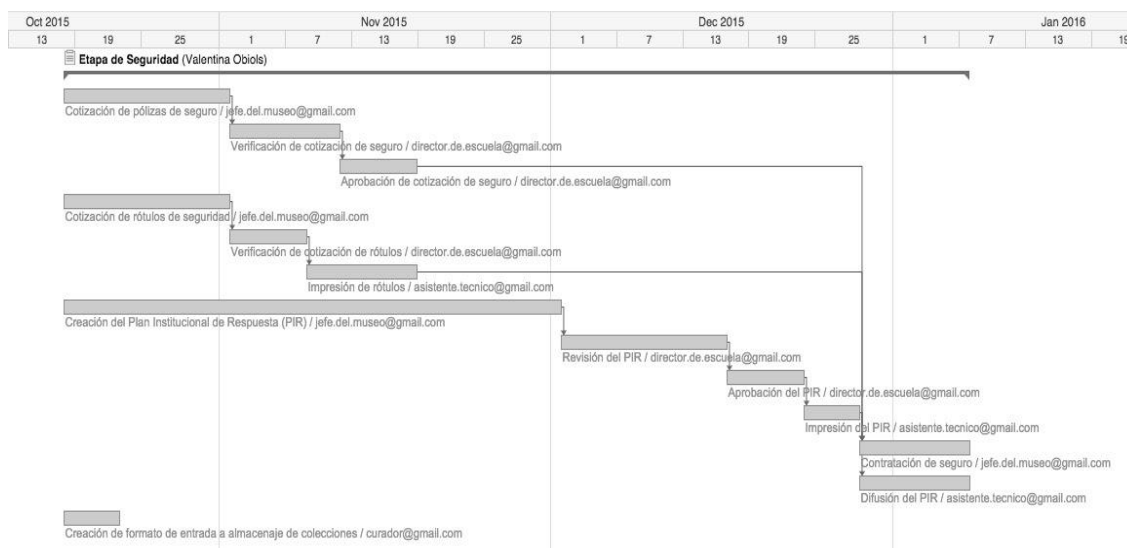 Oct 2015 Nov 2015 Dec 2015 Jan 2016
13 19 25 1 7 13 19 25 1 7 13 19 25 1 7 13 19
Etapa de Seguridad (Valentina Obiols)
Cotización de pólizas de seguro / jefe.del.museo@gmail.com
Verificación de cotización de seguro / director.de.escuela@gmail.com
Aprobación de cotización de seguro / director.de.escuela@gmail.com
Cotización de rótulos de seguridad / jefe.del.museo@gmail.com
Verificación de cotización de rótulos / director.de.escuela@gmail.com
Impresión de rótulos / asistente.tecnico@gmail.com
Creación del Plan Institucional de Respuesta (PIR) / jefe.del.museo@gmail.com
Revisión del PIR / director.de.escuela@gmail.com
Aprobación del PIR / director.de.escuela@gmail.com
Impresión del PIR / asistente.tecnico@gmail.com
Contratación de seguro / jefe.del.museo@gmail.com
Difusión del PIR / asistente.tecnico@gmail.com
Creación de formato de entrada a almacenaje de colecciones / curador@gmail.com